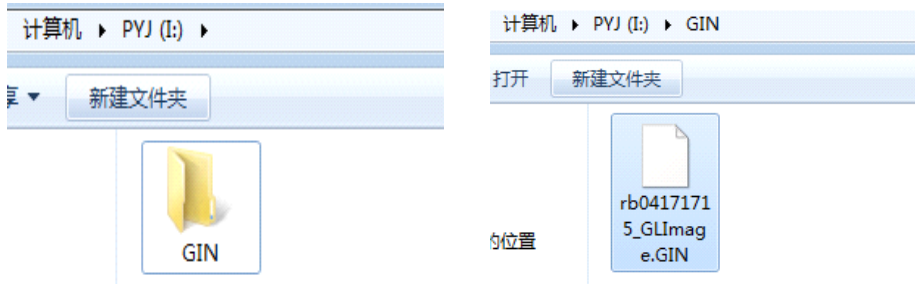 计算机 ▸ PYJ (I:) ▸
享 ▼ 新建文件夹
GIN
计算机 ▸ PYJ (I:) ▸ GIN
打开 新建文件夹
的位置
rb0417171
5_GLImag
e.GIN